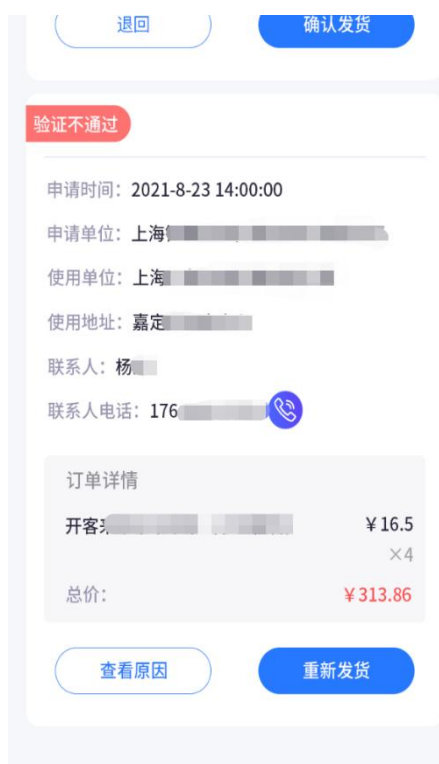 退回 确认发货
验证不通过
申请时间：2021-8-23 14:00:00
申请单位：上海
使用单位：上海
使用地址：嘉定
联系人：杨
联系人电话：176
订单详情
开客 ￥16.5
×4
总价： ￥313.86
查看原因 重新发货